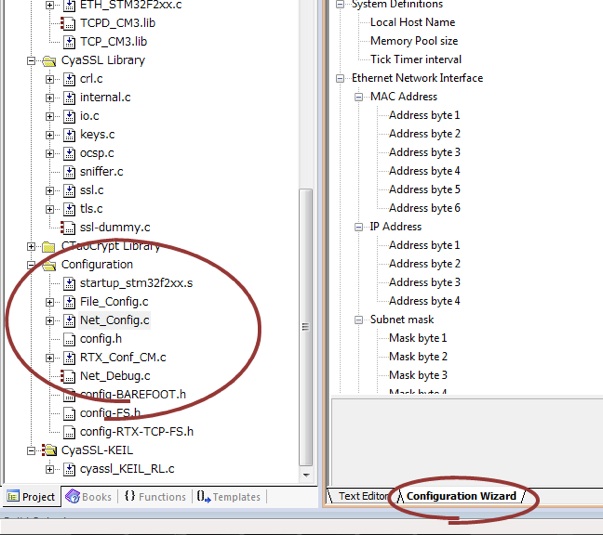 ETH_STM32F2xx.c
TCPD_CM3.lib
TCP_CM3.lib
CyaSSL Library
crl.c
internal.c
io.c
keys.c
ocsp.c
sniffer.c
ssl.c
tls.c
ssl-dummy.c
CTaoCrypt Library
Configuration
startup_stm32f2xx.s
File_Config.c
Net_Config.c
config.h
RTX_Conf_CM.c
Net_Debug.c
config-BAREFOOT.h
config-FS.h
config-RTX-TCP-FS.h
CyaSSL-KEIL
cyassl_KEIL_RL.c
Project Books {} Functions Templates
System Definitions
Local Host Name
Memory Pool size
Tick Timer interval
Ethernet Network Interface
MAC Address
Address byte 1
Address byte 2
Address byte 3
Address byte 4
Address byte 5
Address byte 6
IP Address
Address byte 1
Address byte 2
Address byte 3
Address byte 4
Subnet mask
Mask byte 1
Mask byte 2
Mask byte 3
Mask byte 4
Text Editor Configuration Wizard